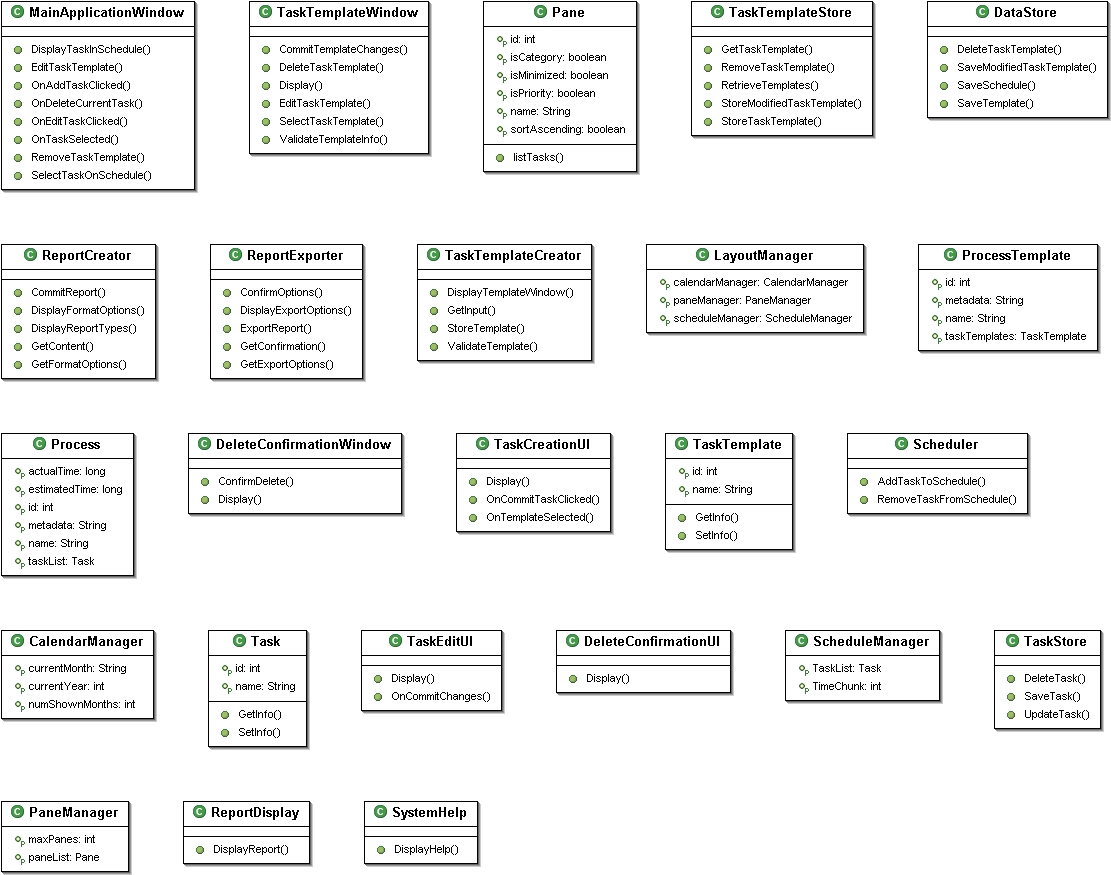 MainApplicationWindow
DisplayTaskInSchedule()
EditTaskTemplate()
OnAddTaskClicked()
OnDeleteCurrentTask()
OnEditTaskClicked()
OnTaskSelected()
RemoveTaskTemplate()
SelectTaskOnSchedule()
TaskTemplateWindow
CommitTemplateChanges()
DeleteTaskTemplate()
Display()
EditTaskTemplate()
SelectTaskTemplate()
ValidateTemplateInfo()
Pane
id: int
isCategory: boolean
isMinimized: boolean
isPriority: boolean
name: String
sortAscending: boolean
listTasks()
TaskTemplateStore
GetTaskTemplate()
RemoveTaskTemplate()
RetrieveTemplates()
StoreModifiedTaskTemplate()
StoreTaskTemplate()
DataStore
DeleteTaskTemplate()
SaveModifiedTaskTemplate()
SaveSchedule()
SaveTemplate()
ReportCreator
CommitReport()
DisplayFormatOptions()
DisplayReportTypes()
GetContent()
GetFormatOptions()
ReportExporter
ConfirmOptions()
DisplayExportOptions()
ExportReport()
GetConfirmation()
GetExportOptions()
TaskTemplateCreator
DisplayTemplateWindow()
GetInput()
StoreTemplate()
ValidateTemplate()
LayoutManager
calendarManager: CalendarManager
paneManager: PaneManager
scheduleManager: ScheduleManager
ProcessTemplate
id: int
metadata: String
name: String
taskTemplates: TaskTemplate
Process
actualTime: long
estimatedTime: long
id: int
metadata: String
name: String
taskList: Task
DeleteConfirmationWindow
ConfirmDelete()
Display()
TaskCreationUI
Display()
OnCommitTaskClicked()
OnTemplateSelected()
TaskTemplate
id: int
name: String
GetInfo()
SetInfo()
Scheduler
AddTaskToSchedule()
RemoveTaskFromSchedule()
CalendarManager
currentMonth: String
currentYear: int
numShownMonths: int
Task
id: int
name: String
GetInfo()
SetInfo()
TaskEditUI
Display()
OnCommitChanges()
DeleteConfirmationUI
Display()
ScheduleManager
TaskList: Task
TimeChunk: int
TaskStore
DeleteTask()
SaveTask()
UpdateTask()
PaneManager
maxPanes: int
paneList: Pane
ReportDisplay
DisplayReport()
SystemHelp
DisplayHelp()